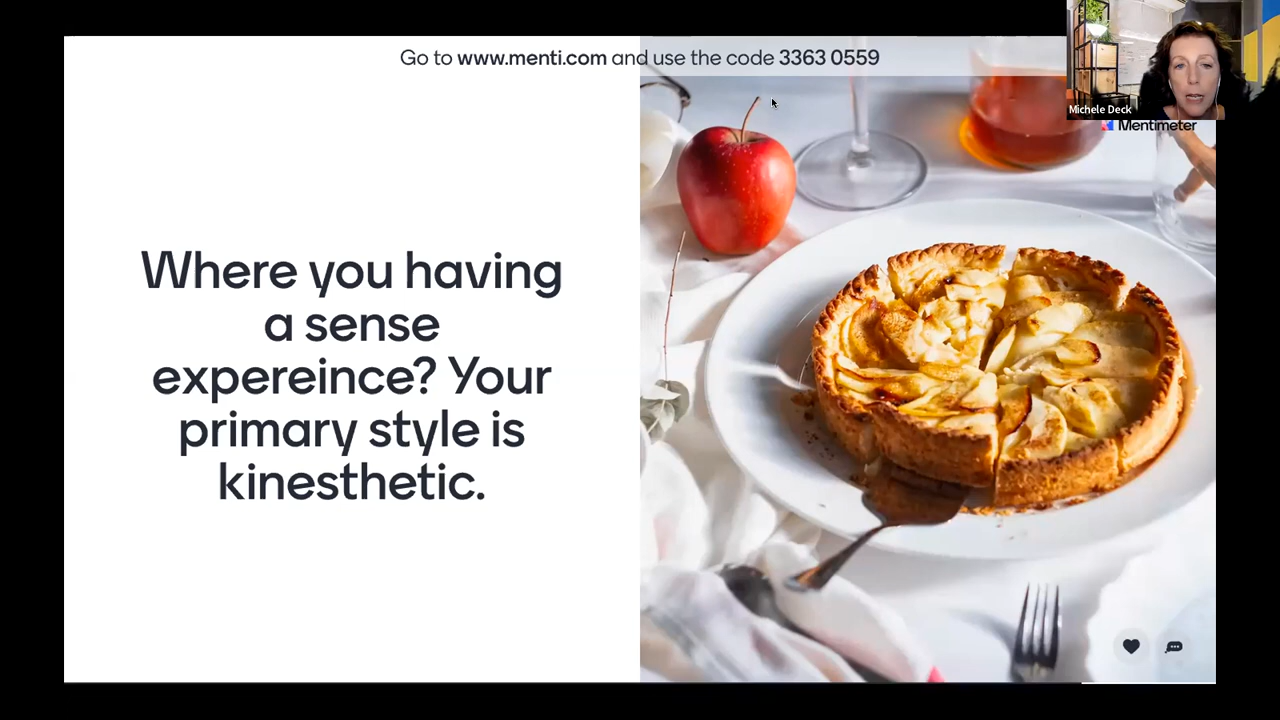 Go to www.menti.com and use the code 3363 0559
Michele Deck
Mentimeter
Where you having
a sense
expereince? Your
primary style is
kinesthetic.